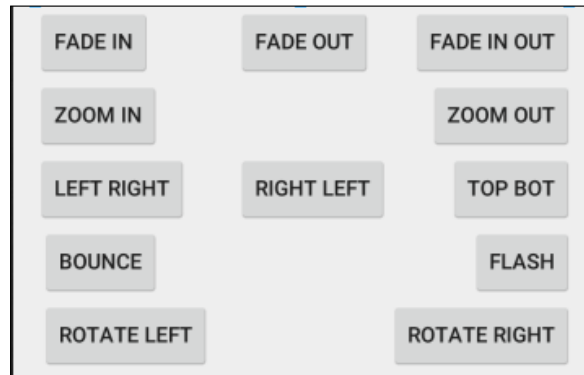 FADE IN FADE OUT FADE IN OUT
ZOOM IN ZOOM OUT
LEFT RIGHT RIGHT LEFT TOP BOT
BOUNCE FLASH
ROTATE LEFT ROTATE RIGHT